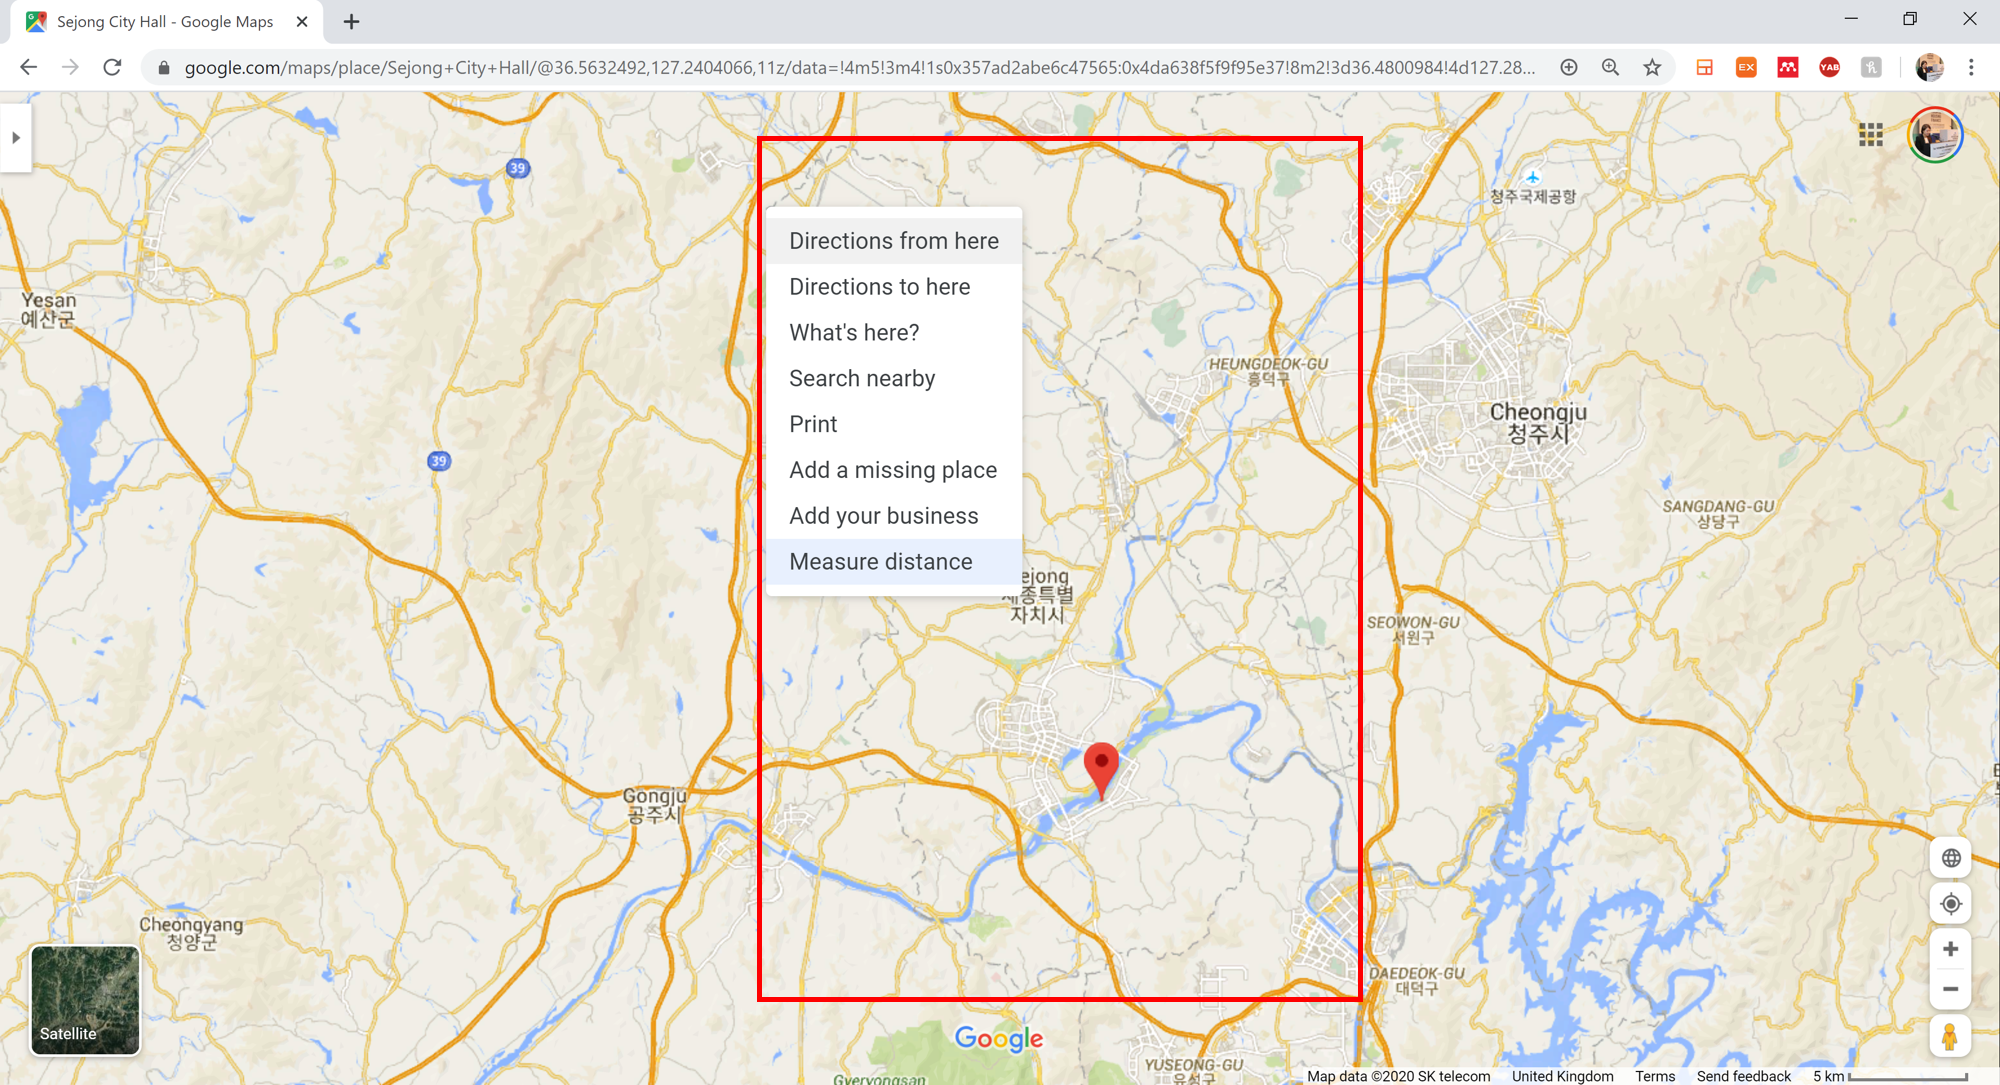 Sejong City Hall - Google Maps
google.com/maps/place/Sejong+City+Hall/@36.5632492,127.2404066,11z/data=!4m5!3m4!1s0x357ad2abe6c47565:0x4da638f5f9f95e37!8m2!3d36.4800984!4d127.28...
EX
YAB
39
청주국제공항
Directions from here
Directions to here
What's here?
Search nearby
Print
Add a missing place
Add your business
Measure distance
Yesan
예산군
HEUNGDEOK-GU
흥덕구
Cheongju
청주시
39
SANGDANG-GU
상당구
ejong
세종특별
자치시
SEOWON-GU
서원구
Gongju
공주시
Cheongyang
청양군
DAEDEOK-GU
대덕구
Satellite
Google
YUSEONG-GU
유성구
Gyeryongsan
Map data ©2020 SK telecom United Kingdom Terms Send feedback 5 km